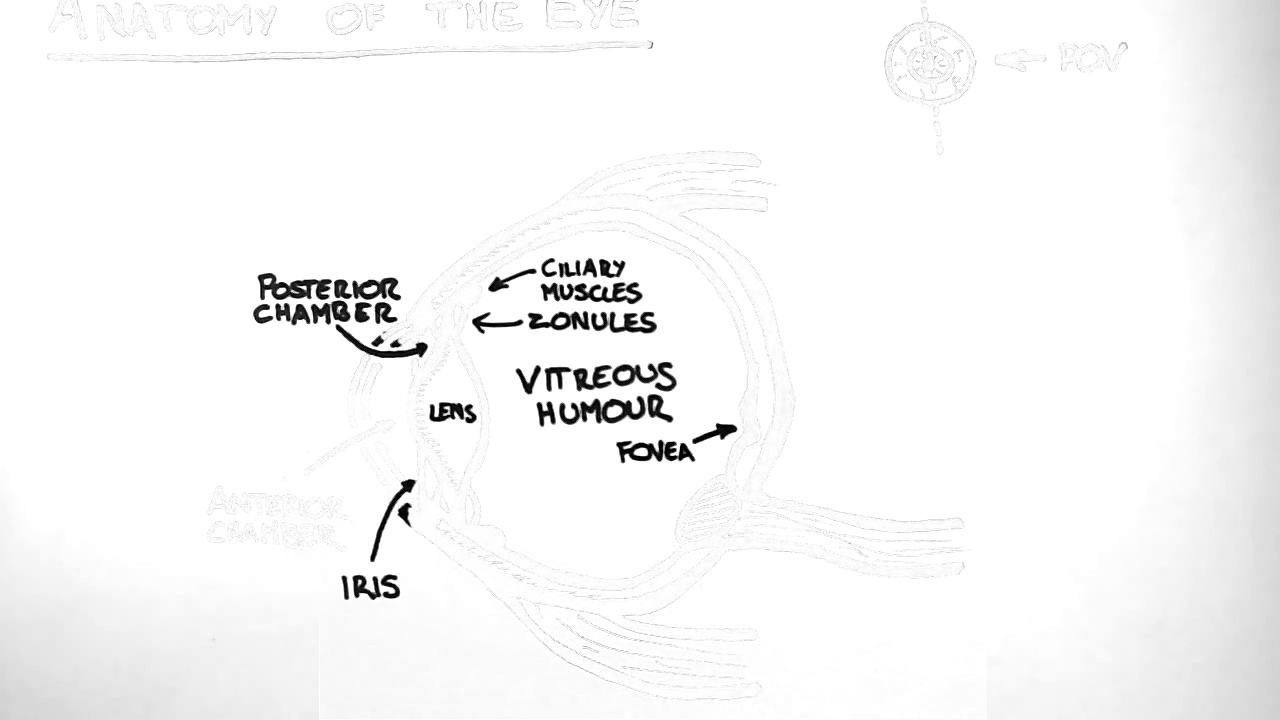 ANATOMY OF THE EYE
POV
CILIARY
MUSCLES
POSTERIOR
CHAMBER
ZONULES
VITREOUS
HUMOUR
LENS
FOVEA
ANTERIOR
CHAMBER
IRIS